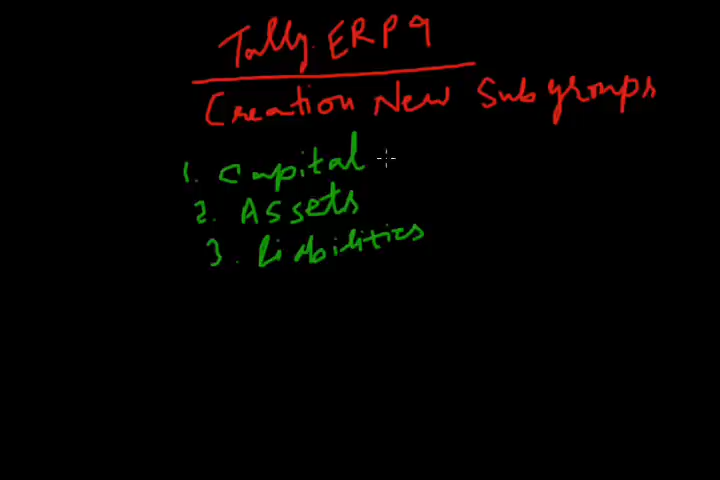 Tally. ERP 9
Creation New Subgroups
1. Capital
2. Assets
3. Liabilities